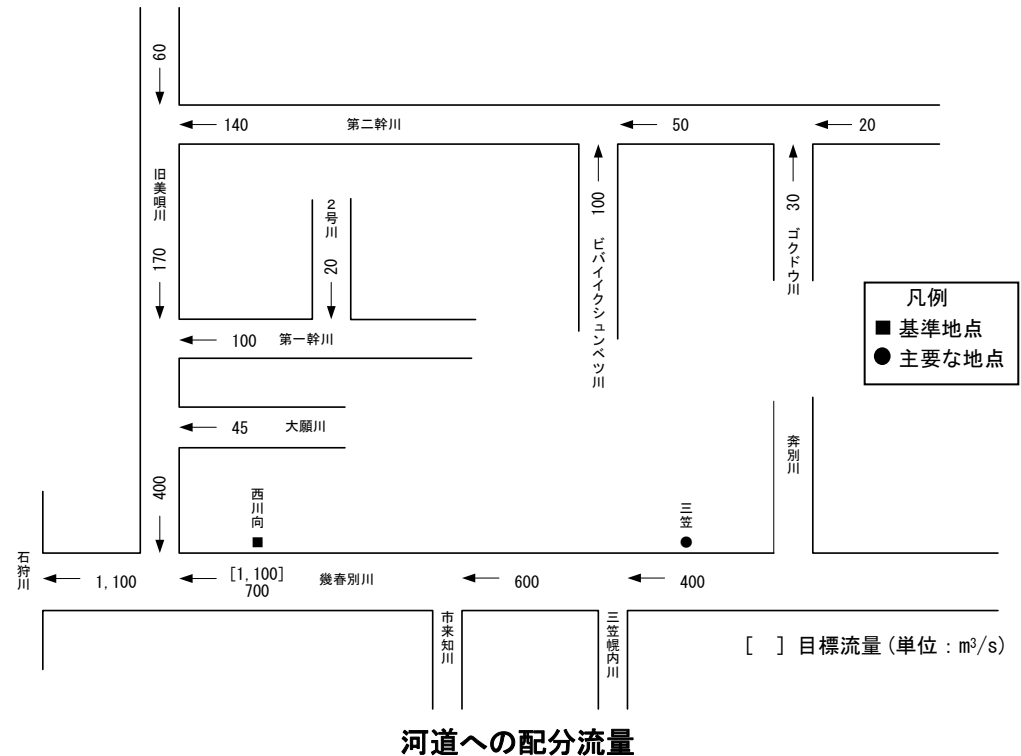 60
140
第二幹川
50
20
旧美唄川
170
2号川
20
100
ビバイイクシュンベツ川
30
ゴクドウ川
凡例
■ 基準地点
● 主要な地点
100
第一幹川
45
大願川
奔別川
400
西川向
三笠
石狩川
1,100
[1,100]
700
幾春別川
600
400
市来知川
三笠幌内川
[ ] 目標流量(単位:m³/s)
河道への配分流量